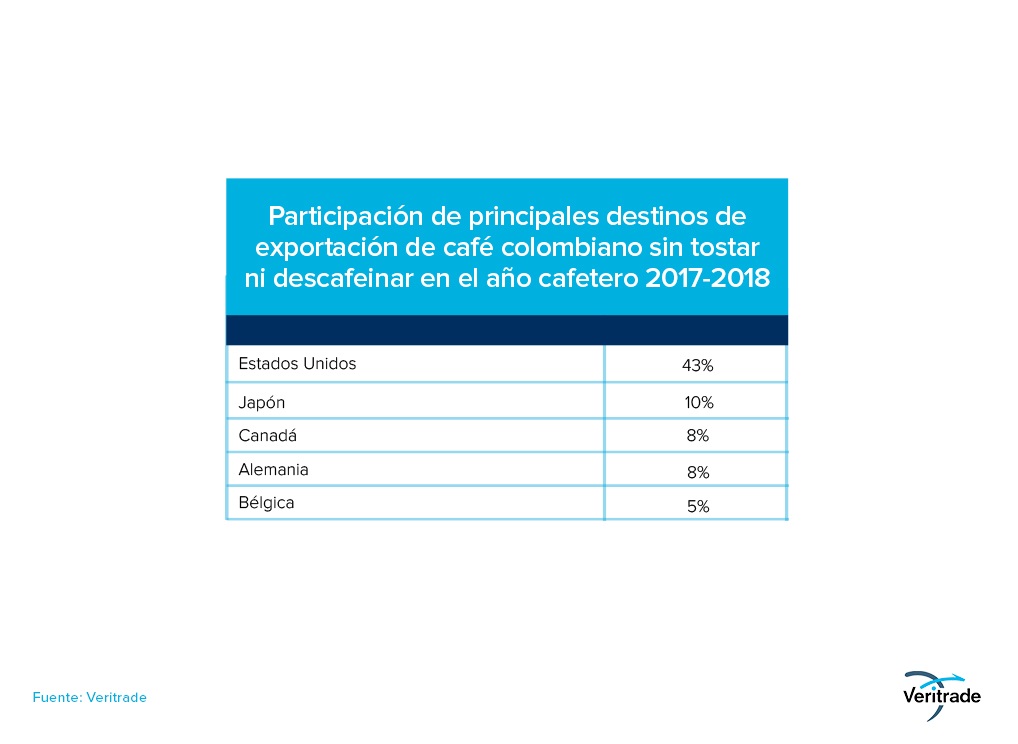 Participación de principales destinos de
exportación de café colombiano sin tostar
ni descafeinar en el año cafetero 2017-2018
Estados Unidos 43%
Japón 10%
Canadá 8%
Alemania 8%
Bélgica 5%
Fuente: Veritrade
Veritrade